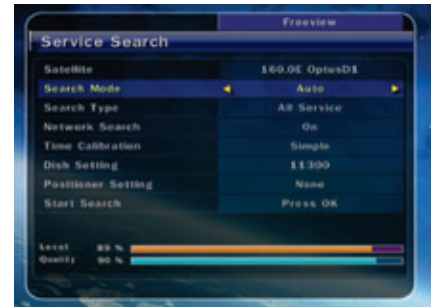 Freeview
Service Search
Satellite 160.0E OptusD1
Search Mode Auto
Search Type All Service
Network Search On
Time Calibration Simple
Dish Setting 11300
Positioner Setting None
Start Search Press OK
Level 89 %
Quality 90 %